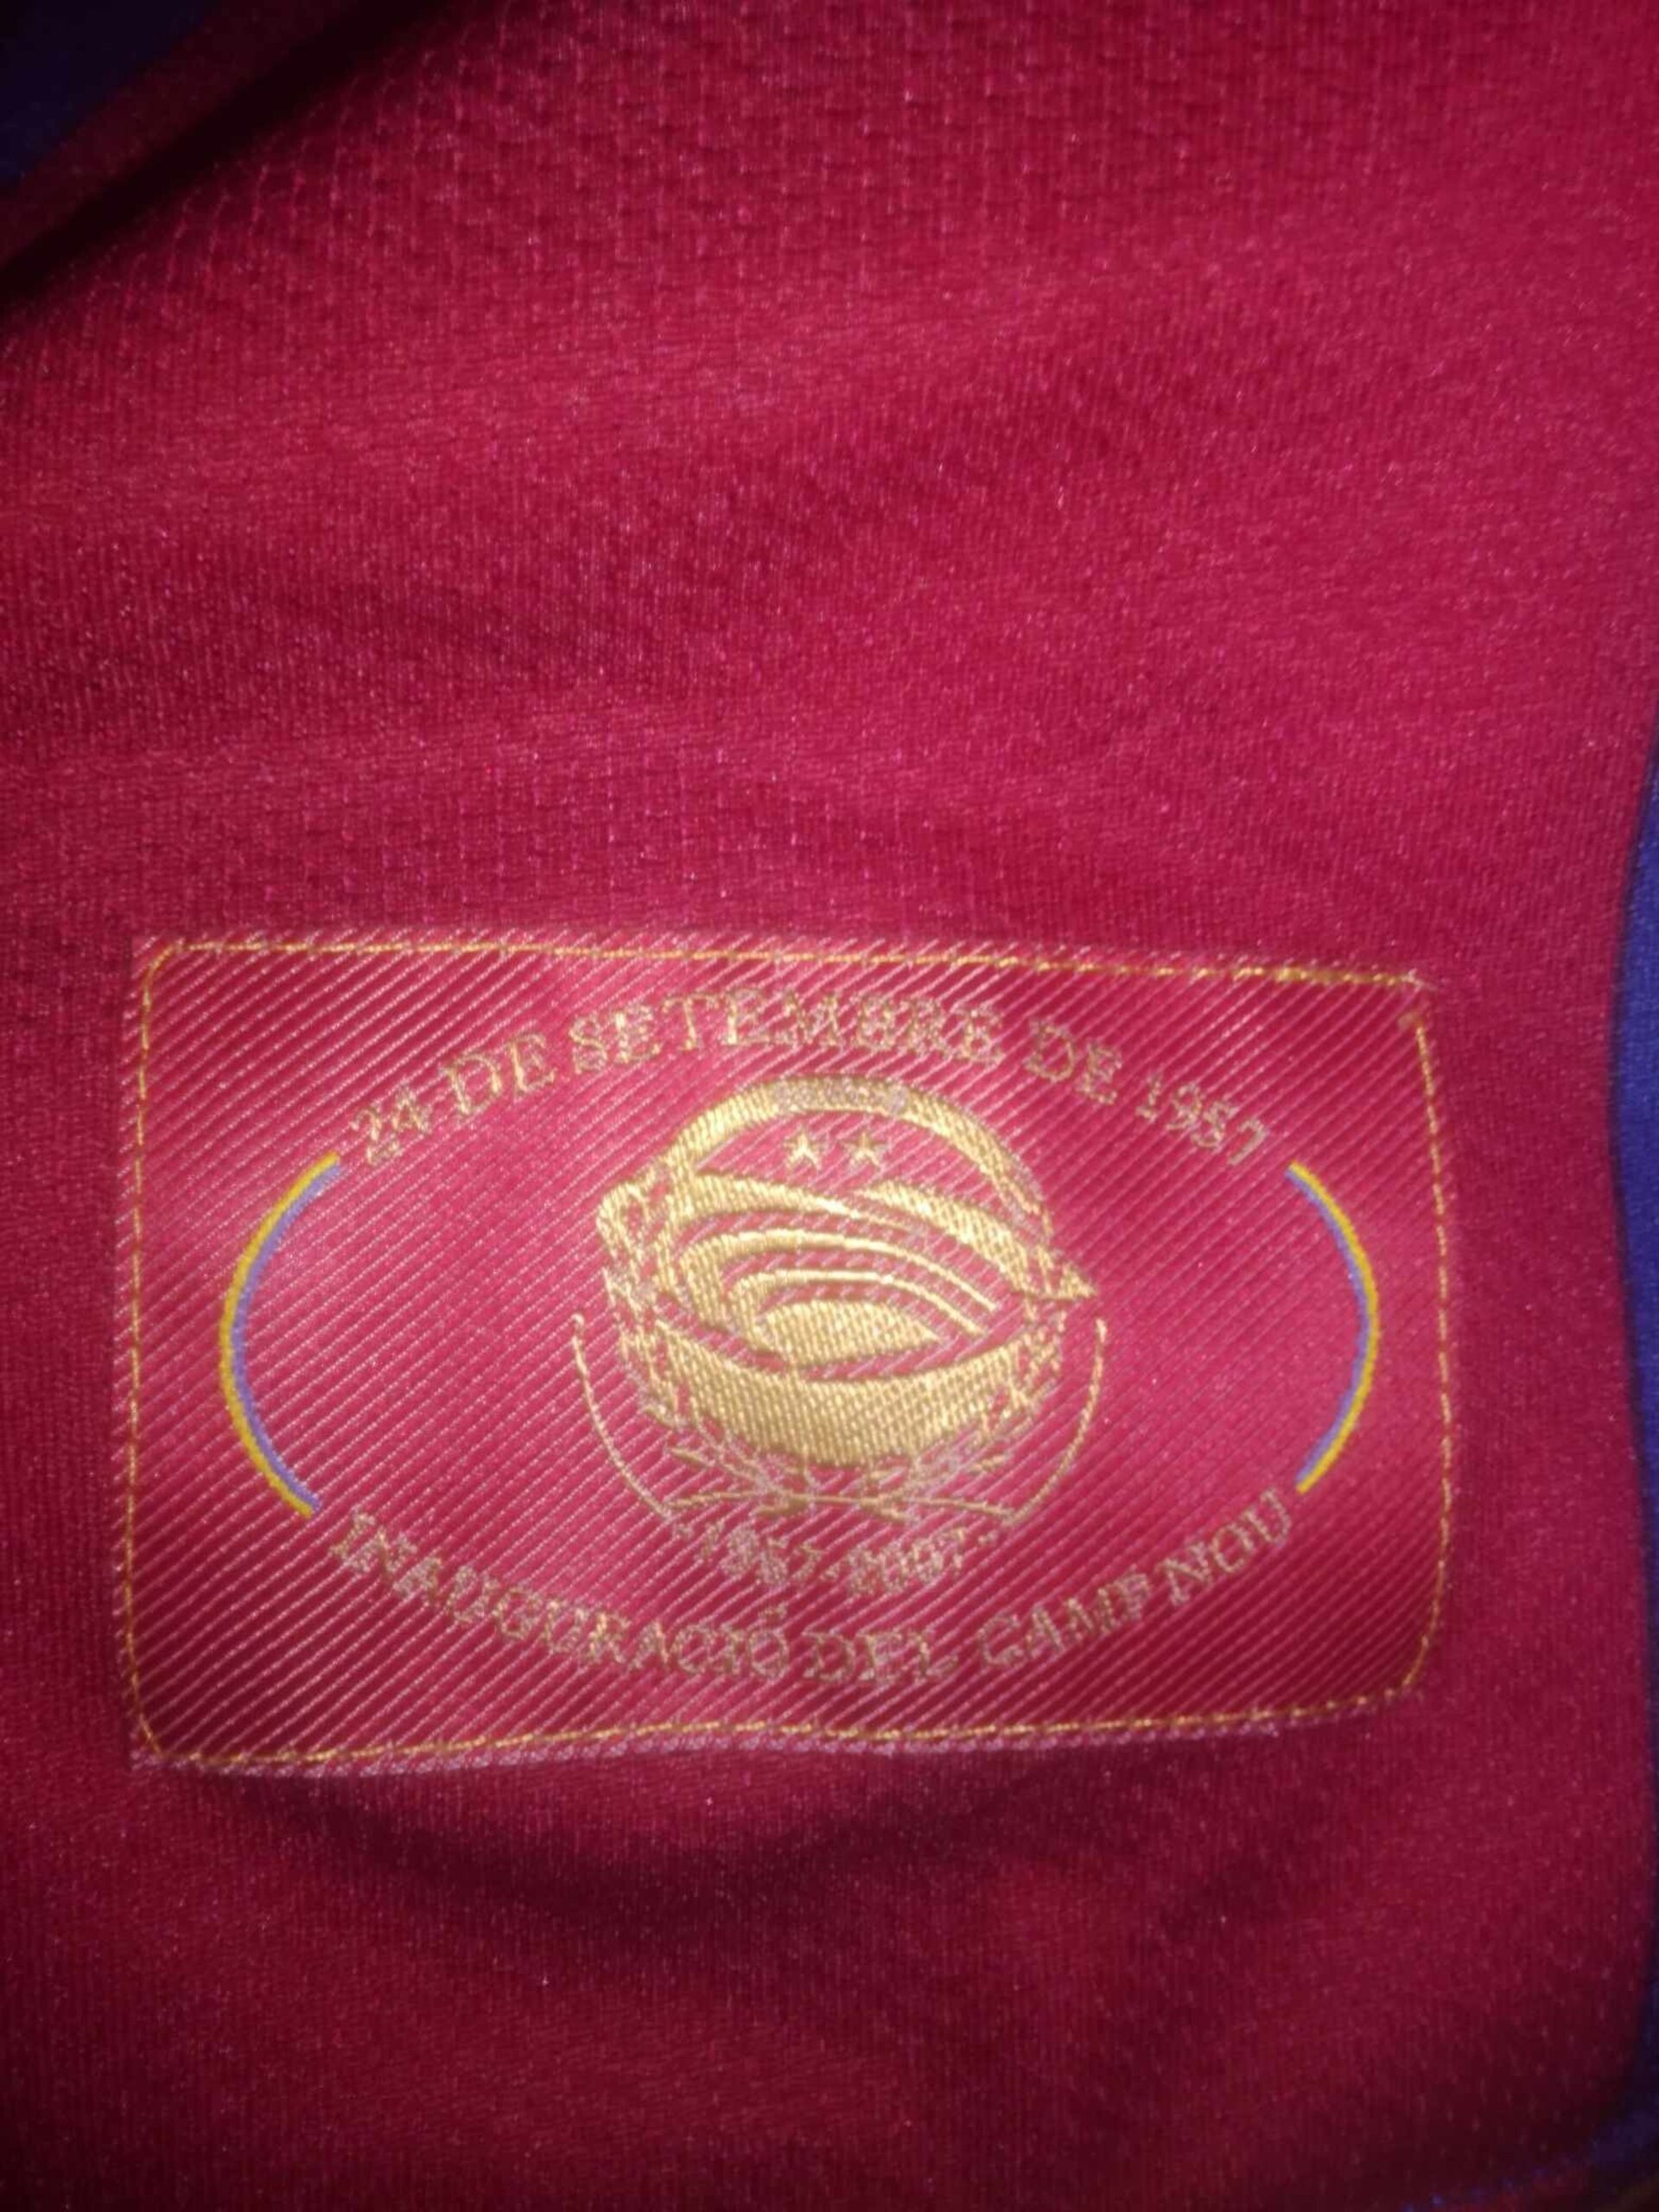 24 DE SETEMBRE DE 1957
1957-2007
INAUGURACIÓ DEL CAMP NOU